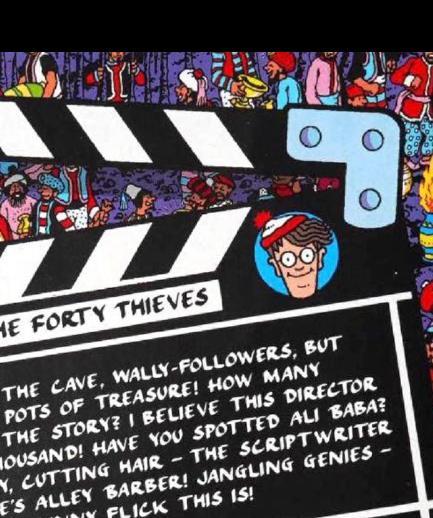 HE FORTY THIEVES
THE CAVE, WALLY-FOLLOWERS, BUT
POTS OF TREASURE! HOW MANY
THE STORY? I BELIEVE THIS DIRECTOR
HOUSAND! HAVE YOU SPOTTED ALI BABA?
Y, CUTTING HAIR – THE SCRIPTWRITER
E'S ALLEY BARBER! JANGLING GENIES –
NNY FLICK THIS IS!